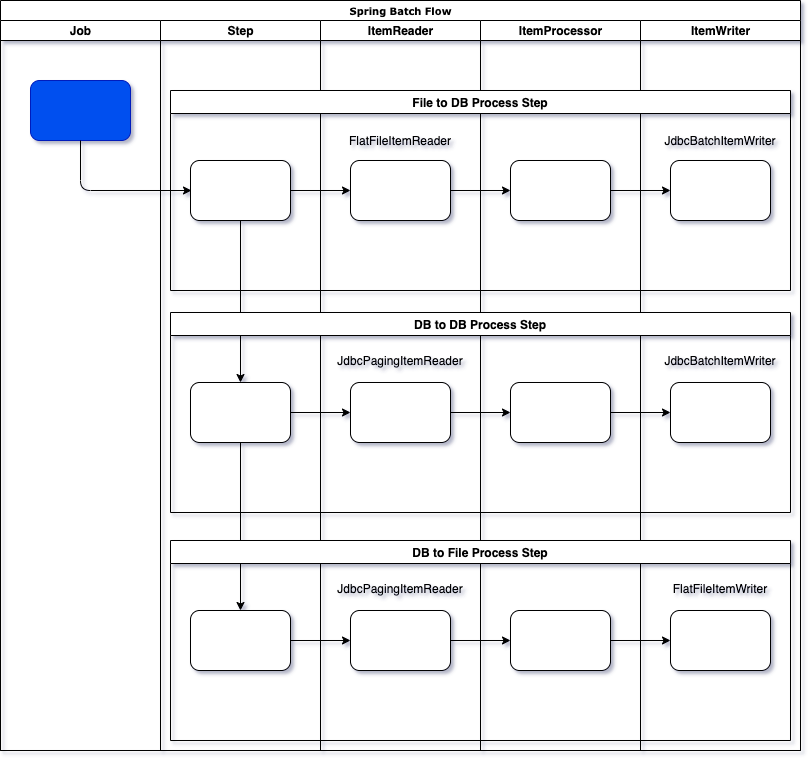 Spring Batch Flow
Job Step ItemReader ItemProcessor ItemWriter
File to DB Process Step
FlatFileItemReader JdbcBatchItemWriter
DB to DB Process Step
JdbcPagingItemReader JdbcBatchItemWriter
DB to File Process Step
JdbcPagingItemReader FlatFileItemWriter